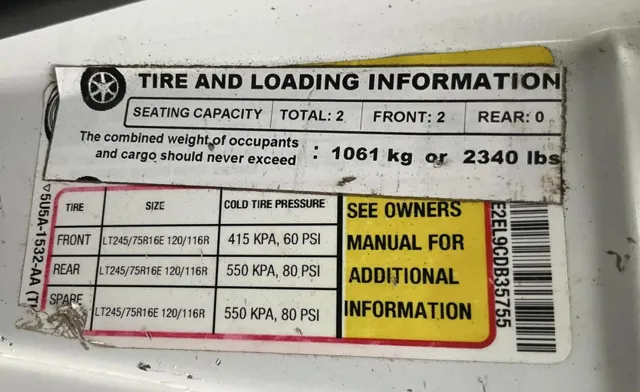 TIRE AND LOADING INFORMATION
SEATING CAPACITY TOTAL: 2 FRONT: 2 REAR: 0
The combined weight of occupants
and cargo should never exceed : 1061 kg or 2340 lbs
TIRE SIZE COLD TIRE PRESSURE
FRONT LT245/75R16E 120/116R 415 KPA, 60 PSI
REAR LT245/75R16E 120/116R 550 KPA, 80 PSI
SPARE LT245/75R16E 120/116R 550 KPA, 80 PSI
SEE OWNERS
MANUAL FOR
ADDITIONAL
INFORMATION
5U5A-1532-AA
E2EL9CDB35755